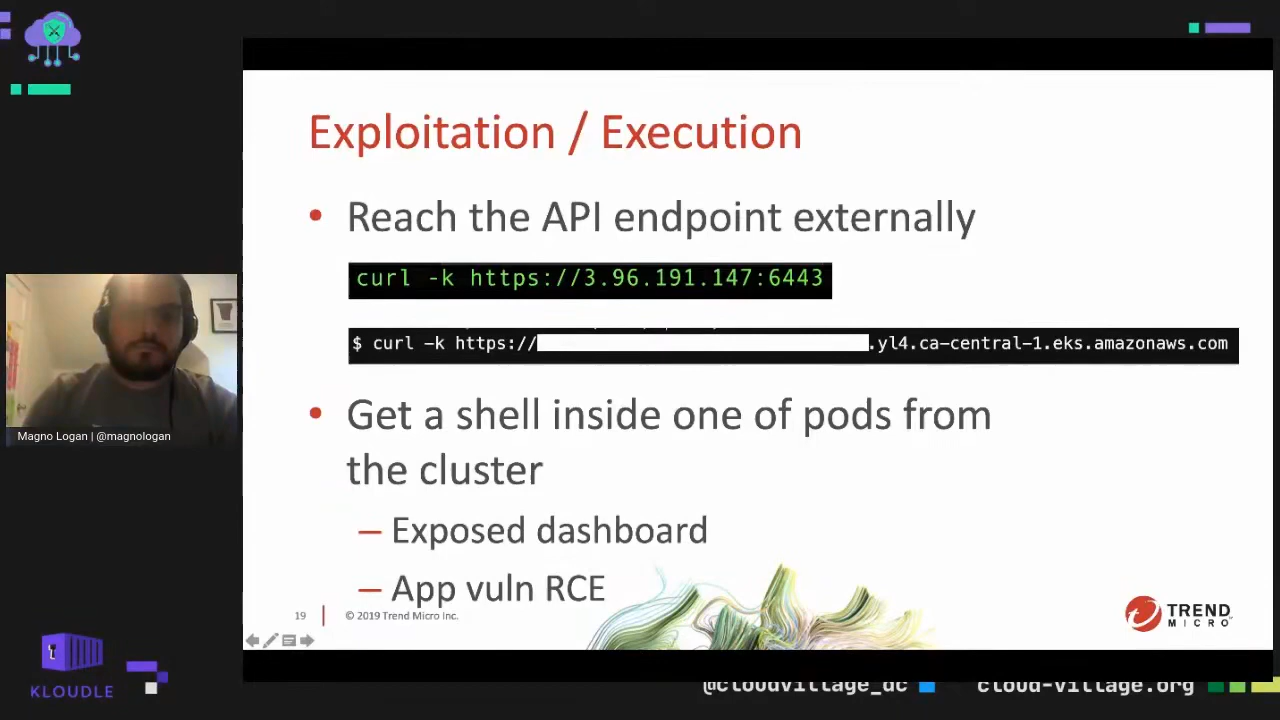 Exploitation / Execution
• Reach the API endpoint externally
curl -k https://3.96.191.147:6443
$ curl -k https:// .yl4.ca-central-1.eks.amazonaws.com
• Get a shell inside one of pods from
the cluster
– Exposed dashboard
– App vuln RCE
19
© 2019 Trend Micro Inc.
TREND
MICRO
Magno Logan | @magnologan
KLOUDLE
@cloudvillage_dc
cloud-village.org